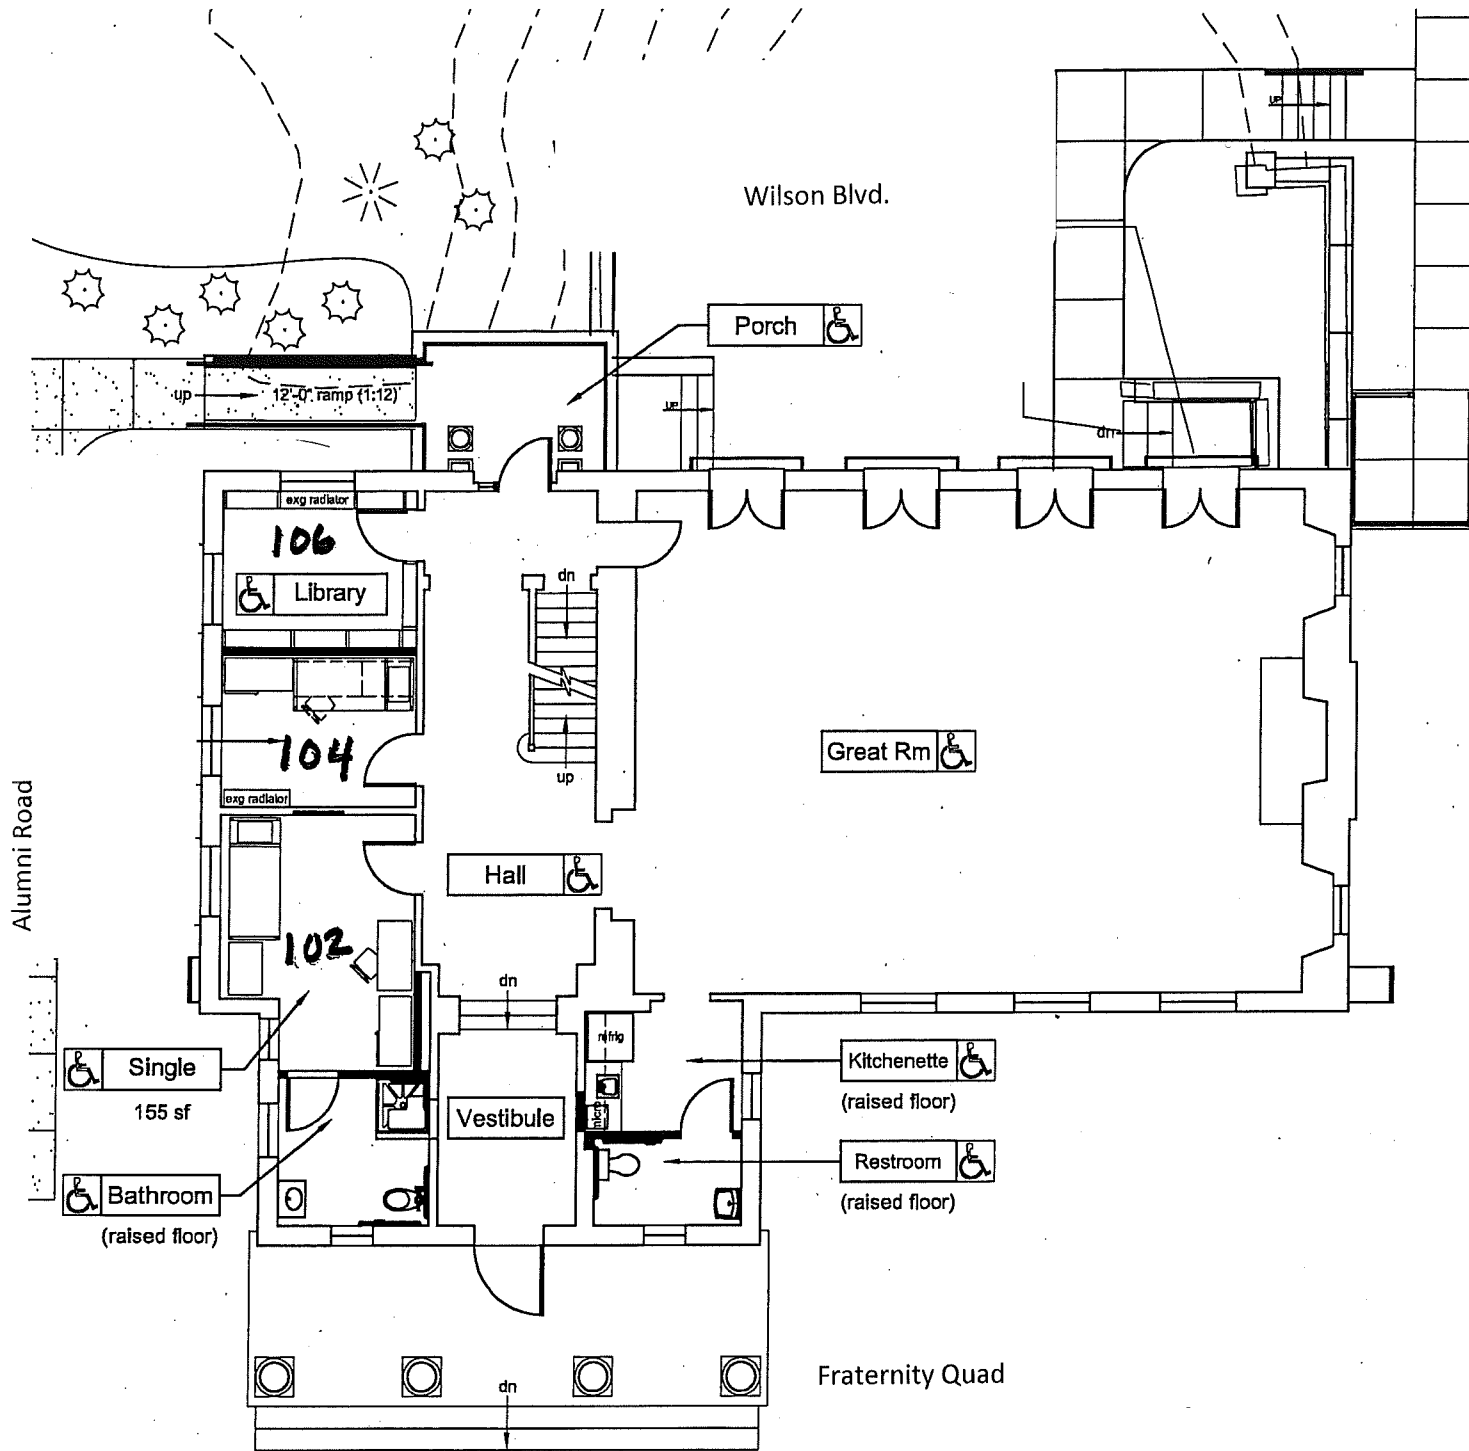 UP
Wilson Blvd.
Porch
up
12'-0" ramp (1:12)
UP
dn
exg radiator
106
Library
dn
104
Great Rm
up
exg radiator
Alumni Road
Hall
102
dn
refrig
Single
Kitchenette
155 sf
(raised floor)
micro
Vestibule
Restroom
Bathroom
(raised floor)
(raised floor)
Fraternity Quad
dn